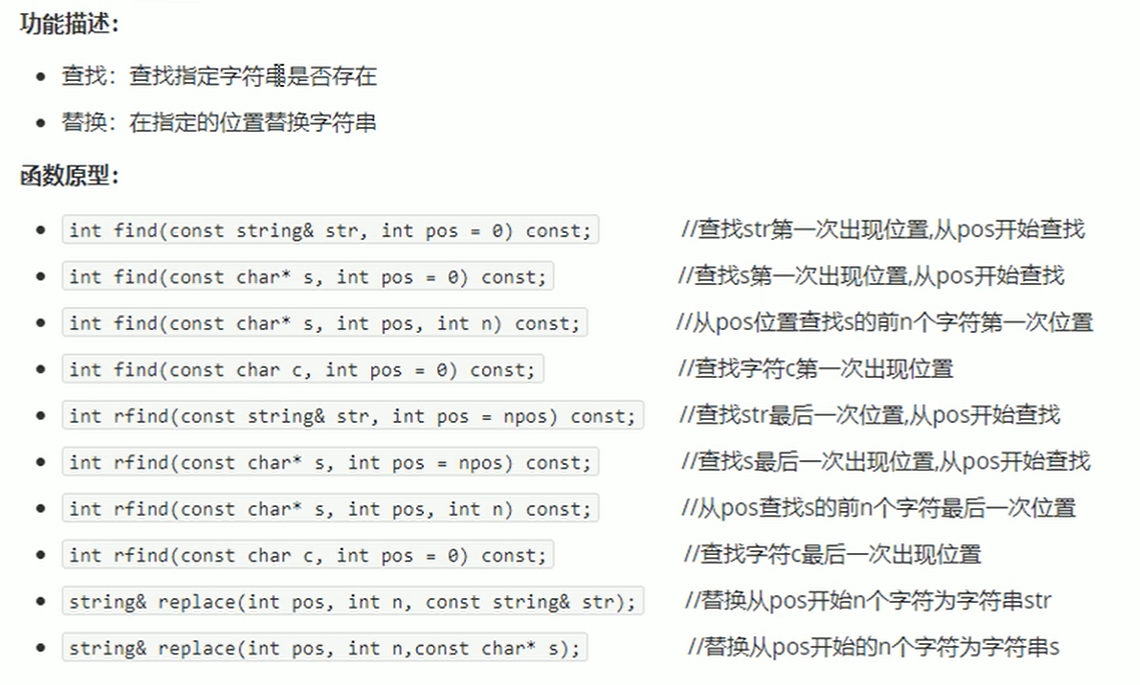 功能描述:
查找：查找指定字符串是否存在
替换：在指定的位置替换字符串
函数原型:
int find(const string& str, int pos = 0) const; //查找str第一次出现位置,从pos开始查找
int find(const char* s, int pos = 0) const; //查找s第一次出现位置,从pos开始查找
int find(const char* s, int pos, int n) const; //从pos位置查找s的前n个字符第一次位置
int find(const char c, int pos = 0) const; //查找字符c第一次出现位置
int rfind(const string& str, int pos = npos) const; //查找str最后一次位置,从pos开始查找
int rfind(const char* s, int pos = npos) const; //查找s最后一次出现位置,从pos开始查找
int rfind(const char* s, int pos, int n) const; //从pos查找s的前n个字符最后一次位置
int rfind(const char c, int pos = 0) const; //查找字符c最后一次出现位置
string& replace(int pos, int n, const string& str); //替换从pos开始n个字符为字符串str
string& replace(int pos, int n,const char* s); //替换从pos开始的n个字符为字符串s